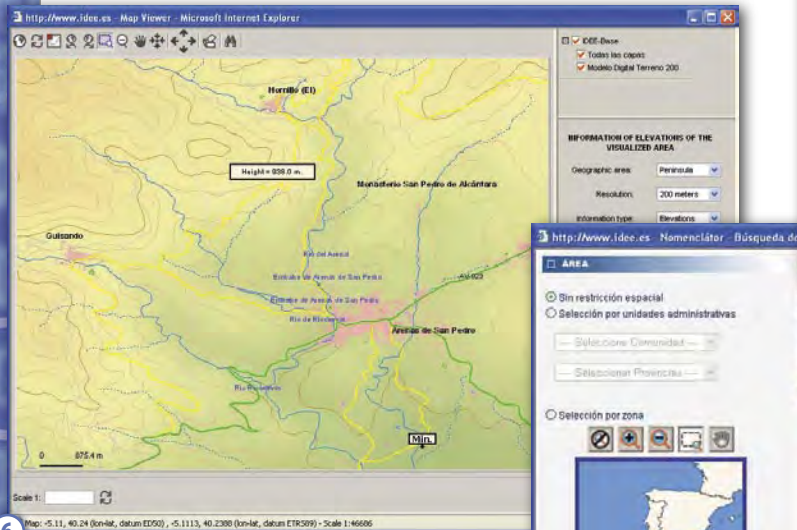 http://www.idee.es - Map Viewer - Microsoft Internet Explorer
Hornillo (El)
Height = 839.0 m.
Monasterio San Pedro de Alcántara
Guisando
Río del Arenal
Embalse de Arenas de San Pedro
Embalse de Arenas de San Pedro
AV-923
Arenas de San Pedro
Min.
0 875.4 m
Scale 1:
Map: -5.11, 40.24 (lon-lat, datum ED50) , -5.1113, 40.2388 (lon-lat, datum ETRS89) - Scale 1:46686
6
IDEE-Base
Todas las capas
Modelo Digital Terreno 200
INFORMATION OF ELEVATIONS OF THE
VISUALIZED AREA
Geographic area: Peninsula
Resolution: 200 meters
Information type: Elevations
http://www.idee.es - Nomenclátor - Búsqueda de
ÁREA
Sin restricción espacial
Selección por unidades administrativas
--- Seleccione Comunidad ---
--- Seleccionar Provincias ---
Selección por zona